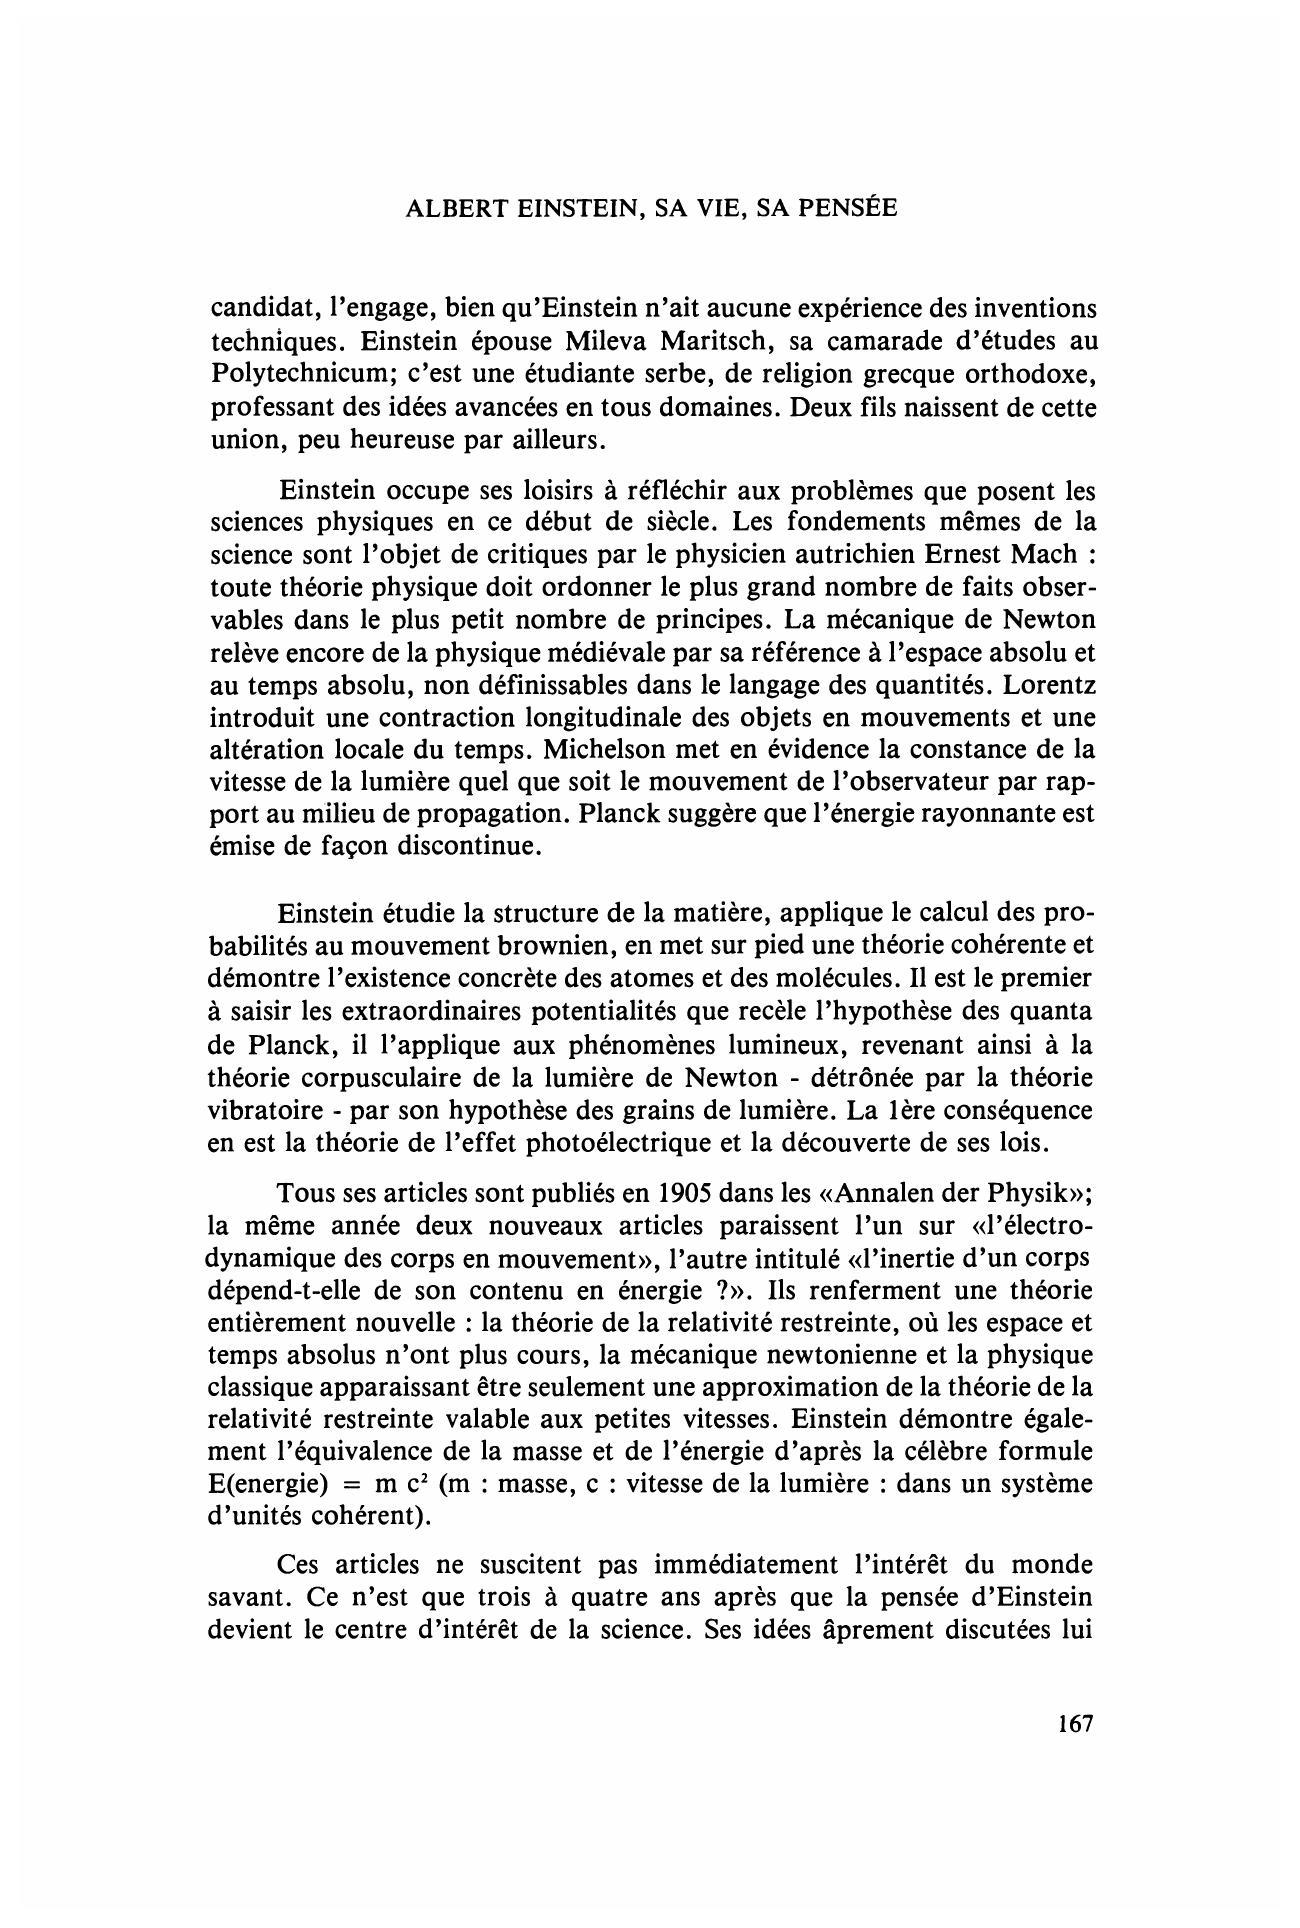 ALBERT EINSTEIN, SA VIE, SA PENSÉE
candidat, l'engage, bien qu'Einstein n'ait aucune expérience des inventions
techniques. Einstein épouse Mileva Maritsch, sa camarade d'études au
Polytechnicum; c'est une étudiante serbe, de religion grecque orthodoxe,
professant des idées avancées en tous domaines. Deux fils naissent de cette
union, peu heureuse par ailleurs.
Einstein occupe ses loisirs à réfléchir aux problèmes que posent les
sciences physiques en ce début de siècle. Les fondements mêmes de la
science sont l'objet de critiques par le physicien autrichien Ernest Mach :
toute théorie physique doit ordonner le plus grand nombre de faits obser-
vables dans le plus petit nombre de principes. La mécanique de Newton
relève encore de la physique médiévale par sa référence à l'espace absolu et
au temps absolu, non définissables dans le langage des quantités. Lorentz
introduit une contraction longitudinale des objets en mouvements et une
altération locale du temps. Michelson met en évidence la constance de la
vitesse de la lumière quel que soit le mouvement de l'observateur par rap-
port au milieu de propagation. Planck suggère que l'énergie rayonnante est
émise de façon discontinue.
Einstein étudie la structure de la matière, applique le calcul des pro-
babilités au mouvement brownien, en met sur pied une théorie cohérente et
démontre l'existence concrète des atomes et des molécules. Il est le premier
à saisir les extraordinaires potentialités que recèle l'hypothèse des quanta
de Planck, il l'applique aux phénomènes lumineux, revenant ainsi à la
théorie corpusculaire de la lumière de Newton - détrônée par la théorie
vibratoire - par son hypothèse des grains de lumière. La 1ère conséquence
en est la théorie de l'effet photoélectrique et la découverte de ses lois.
Tous ses articles sont publiés en 1905 dans les «Annalen der Physik»;
la même année deux nouveaux articles paraissent l'un sur «l'électro-
dynamique des corps en mouvement», l'autre intitulé «l'inertie d'un corps
dépend-t-elle de son contenu en énergie ?». Ils renferment une théorie
entièrement nouvelle : la théorie de la relativité restreinte, où les espace et
temps absolus n'ont plus cours, la mécanique newtonienne et la physique
classique apparaissant être seulement une approximation de la théorie de la
relativité restreinte valable aux petites vitesses. Einstein démontre égale-
ment l'équivalence de la masse et de l'énergie d'après la célèbre formule
E(energie) = m c² (m : masse, c : vitesse de la lumière : dans un système
d'unités cohérent).
Ces articles ne suscitent pas immédiatement l'intérêt du monde
savant. Ce n'est que trois à quatre ans après que la pensée d'Einstein
devient le centre d'intérêt de la science. Ses idées âprement discutées lui
167